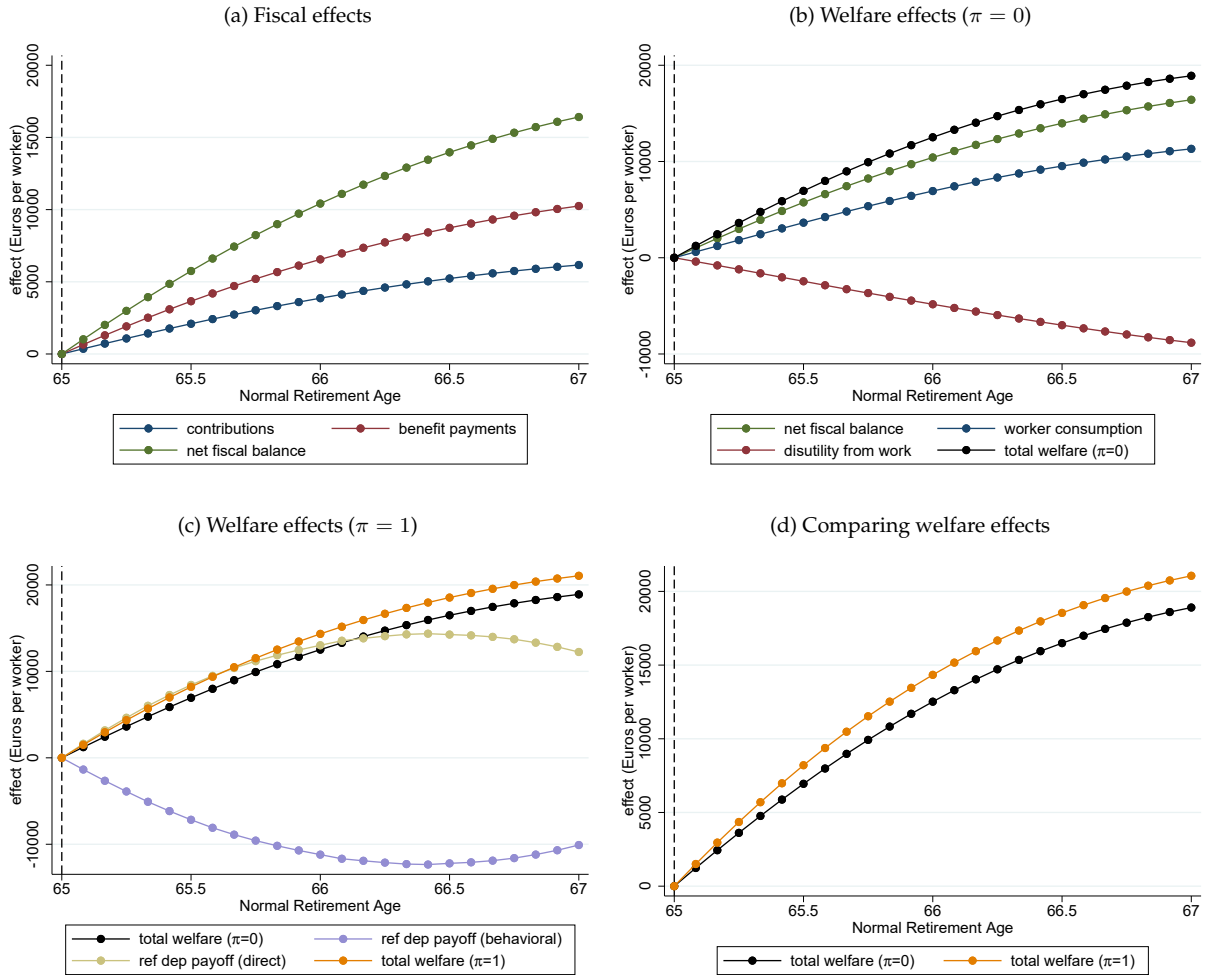 (a) Fiscal effects
effect (Euros per worker)
20000
15000
10000
5000
0
65 65.5 66 66.5 67
Normal Retirement Age
contributions benefit payments
net fiscal balance
(b) Welfare effects (π = 0)
effect (Euros per worker)
20000
10000
0
-10000
65 65.5 66 66.5 67
Normal Retirement Age
net fiscal balance worker consumption
disutility from work total welfare (π=0)
(c) Welfare effects (π = 1)
effect (Euros per worker)
20000
10000
0
-10000
65 65.5 66 66.5 67
Normal Retirement Age
total welfare (π=0) ref dep payoff (behavioral)
ref dep payoff (direct) total welfare (π=1)
(d) Comparing welfare effects
effect (Euros per worker)
20000
15000
10000
5000
0
65 65.5 66 66.5 67
Normal Retirement Age
total welfare (π=0) total welfare (π=1)